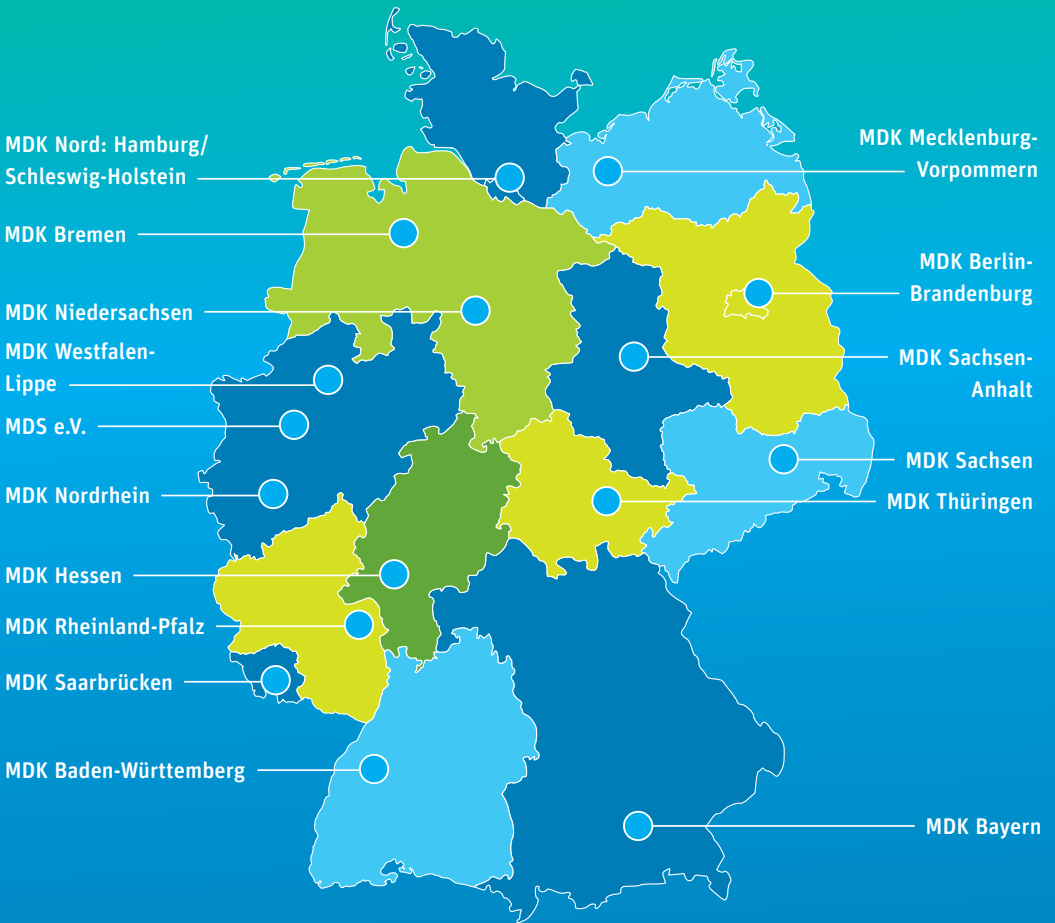 MDK Nord: Hamburg/
Schleswig-Holstein
MDK Bremen
MDK Niedersachsen
MDK Westfalen-
Lippe
MDS e.V.
MDK Nordrhein
MDK Hessen
MDK Rheinland-Pfalz
MDK Saarbrücken
MDK Baden-Württemberg
MDK Mecklenburg-
Vorpommern
MDK Berlin-
Brandenburg
MDK Sachsen-
Anhalt
MDK Sachsen
MDK Thüringen
MDK Bayern